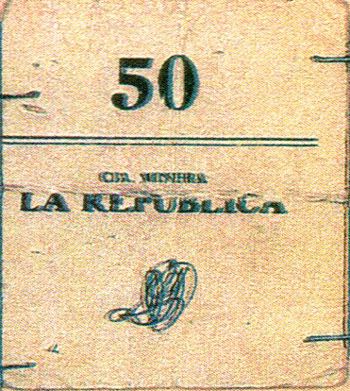 50
CIA. MINERA
LA REPUBLICA